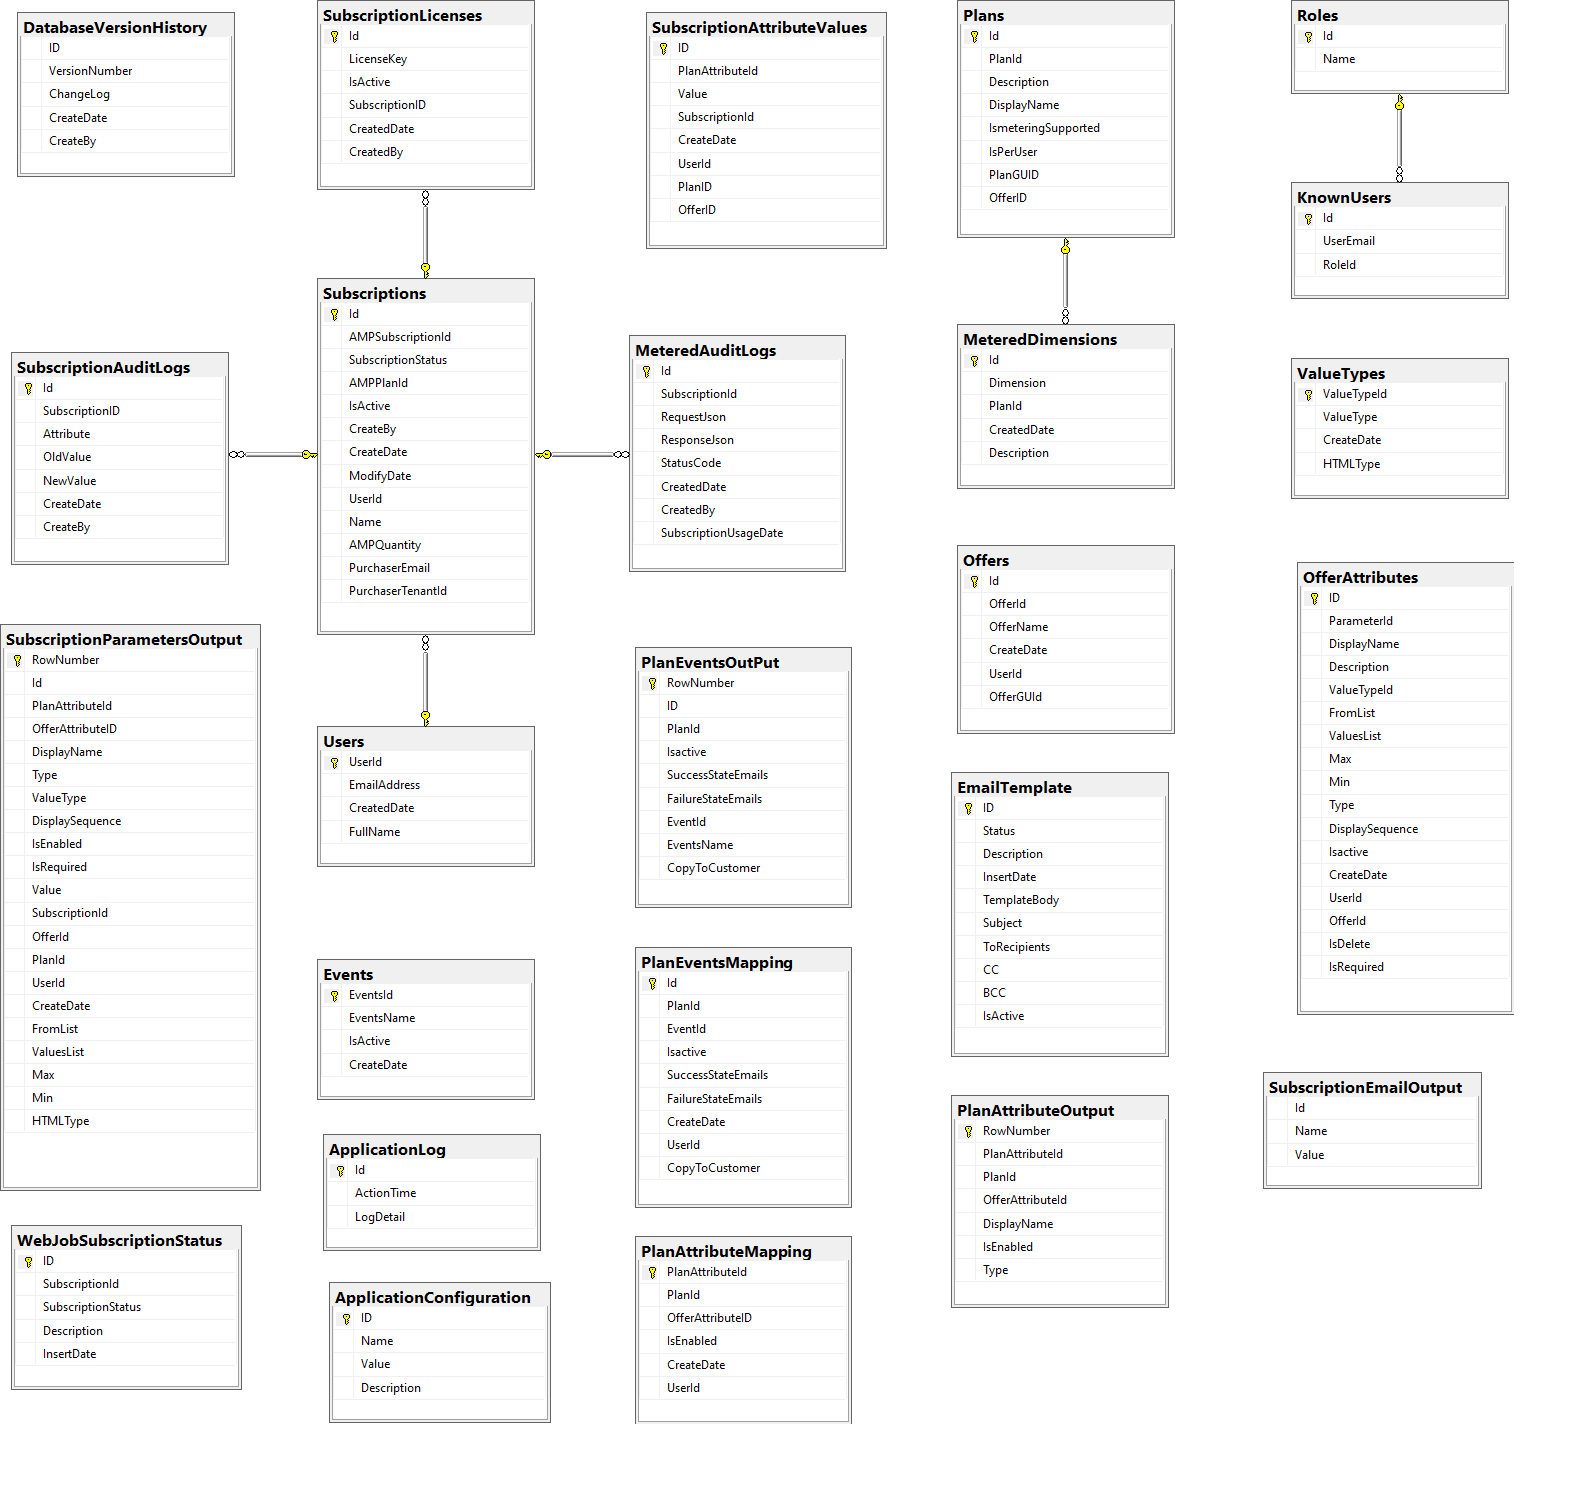 DatabaseVersionHistory
ID
VersionNumber
ChangeLog
CreateDate
CreateBy
SubscriptionLicenses
Id
LicenseKey
IsActive
SubscriptionID
CreatedDate
CreatedBy
SubscriptionAttributeValues
ID
PlanAttributeId
Value
SubscriptionId
CreateDate
UserId
PlanID
OfferID
Plans
Id
PlanId
Description
DisplayName
IsmeteringSupported
IsPerUser
PlanGUID
OfferID
Roles
Id
Name
KnownUsers
Id
UserEmail
RoleId
SubscriptionAuditLogs
Id
SubscriptionID
Attribute
OldValue
NewValue
CreateDate
CreateBy
Subscriptions
Id
AMPSubscriptionId
SubscriptionStatus
AMPPlanId
IsActive
CreateBy
CreateDate
ModifyDate
UserId
Name
AMPQuantity
PurchaserEmail
PurchaserTenantId
MeteredAuditLogs
Id
SubscriptionId
RequestJson
ResponseJson
StatusCode
CreatedDate
CreatedBy
SubscriptionUsageDate
MeteredDimensions
Id
Dimension
PlanId
CreatedDate
Description
ValueTypes
ValueTypeId
ValueType
CreateDate
HTMLType
Offers
Id
OfferId
OfferName
CreateDate
UserId
OfferGUId
OfferAttributes
ID
ParameterId
DisplayName
Description
ValueTypeId
FromList
ValuesList
Max
Min
Type
DisplaySequence
Isactive
CreateDate
UserId
OfferId
IsDelete
IsRequired
SubscriptionParametersOutput
RowNumber
Id
PlanAttributeId
OfferAttributeID
DisplayName
Type
ValueType
DisplaySequence
IsEnabled
IsRequired
Value
SubscriptionId
OfferId
PlanId
UserId
CreateDate
FromList
ValuesList
Max
Min
HTMLType
Users
UserId
EmailAddress
CreatedDate
FullName
PlanEventsOutPut
RowNumber
ID
PlanId
Isactive
SuccessStateEmails
FailureStateEmails
EventId
EventsName
CopyToCustomer
EmailTemplate
ID
Status
Description
InsertDate
TemplateBody
Subject
ToRecipients
CC
BCC
IsActive
Events
EventsId
EventsName
IsActive
CreateDate
PlanEventsMapping
Id
PlanId
EventId
Isactive
SuccessStateEmails
FailureStateEmails
CreateDate
UserId
CopyToCustomer
SubscriptionEmailOutput
Id
Name
Value
PlanAttributeOutput
RowNumber
PlanAttributeId
PlanId
OfferAttributeId
DisplayName
IsEnabled
Type
ApplicationLog
Id
ActionTime
LogDetail
WebJobSubscriptionStatus
ID
SubscriptionId
SubscriptionStatus
Description
InsertDate
ApplicationConfiguration
ID
Name
Value
Description
PlanAttributeMapping
PlanAttributeId
PlanId
OfferAttributeID
IsEnabled
CreateDate
UserId